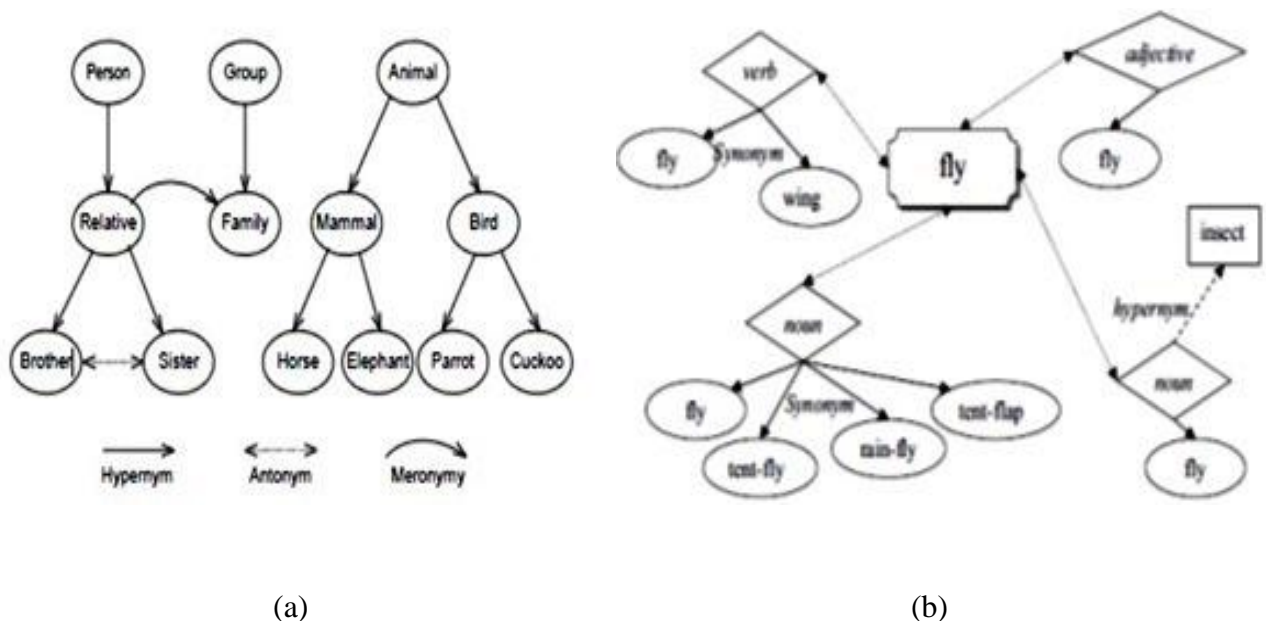 Person Group Animal
Relative Family Mammal Bird
Brother Sister Horse Elephant Parrot Cuckoo
Hypernym Antonym Meronymy
(a)
verb
adjective
fly
Synonym
wing
fly
fly
insect
hypernym
noun
noun
fly
Synonym
tent-flap
tent-fly
rain-fly
fly
(b)